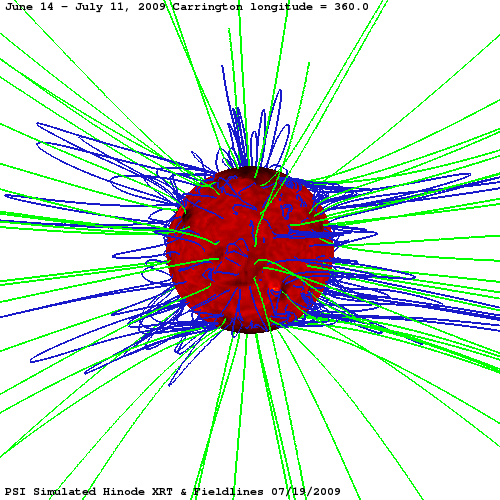 June 14 - July 11, 2009 Carrington longitude = 360.0
PSI Simulated Hinode XRT & Fieldlines 07/19/2009